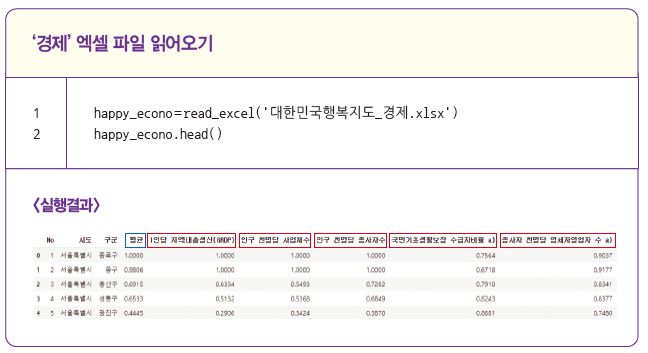 ‘경제’ 엑셀 파일 읽어오기
1 happy_econo=read_excel('대한민국행복지도_경제.xlsx')
2 happy_econo.head()
〈실행결과〉
No 시도 구군 평균 1인당 지역내총생산(GRDP) 인구 천명당 사업체수 인구 천명당 종사자수 국민기초생활보장 수급자비율 a) 종사자 천명당 영세자영업자 수 a)
0 1 서울특별시 종로구 1.0000 1.0000 1.0000 1.0000 0.7564 0.9037
1 2 서울특별시 중구 0.9806 1.0000 1.0000 1.0000 0.6718 0.9177
2 3 서울특별시 용산구 0.6915 0.6334 0.5493 0.7282 0.7910 0.8341
3 4 서울특별시 성동구 0.6533 0.5132 0.5368 0.6849 0.8243 0.8377
4 5 서울특별시 광진구 0.4445 0.2906 0.3424 0.3870 0.8681 0.7480